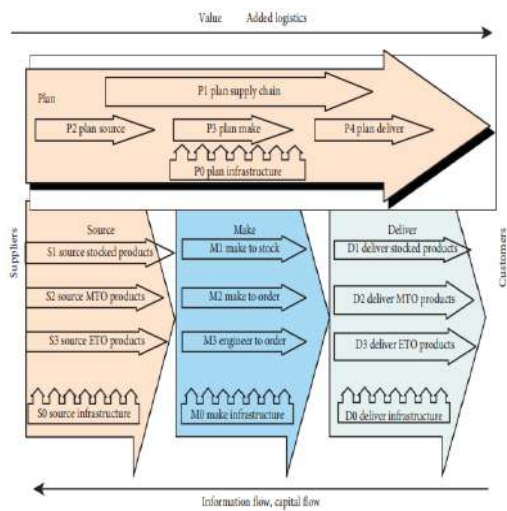 Value Added logistics
Plan
P1 plan supply chain
P2 plan source
P3 plan make
P4 plan deliver
P0 plan infrastructure
Suppliers
Customers
Source
Make
Deliver
S1 source stocked products
M1 make to stock
D1 deliver stocked products
S2 source MTO products
M2 make to order
D2 deliver MTO products
S3 source ETO products
M3 engineer to order
D3 deliver ETO products
S0 source infrastructure
M0 make infrastructure
D0 deliver infrastructure
Information flow, capital flow